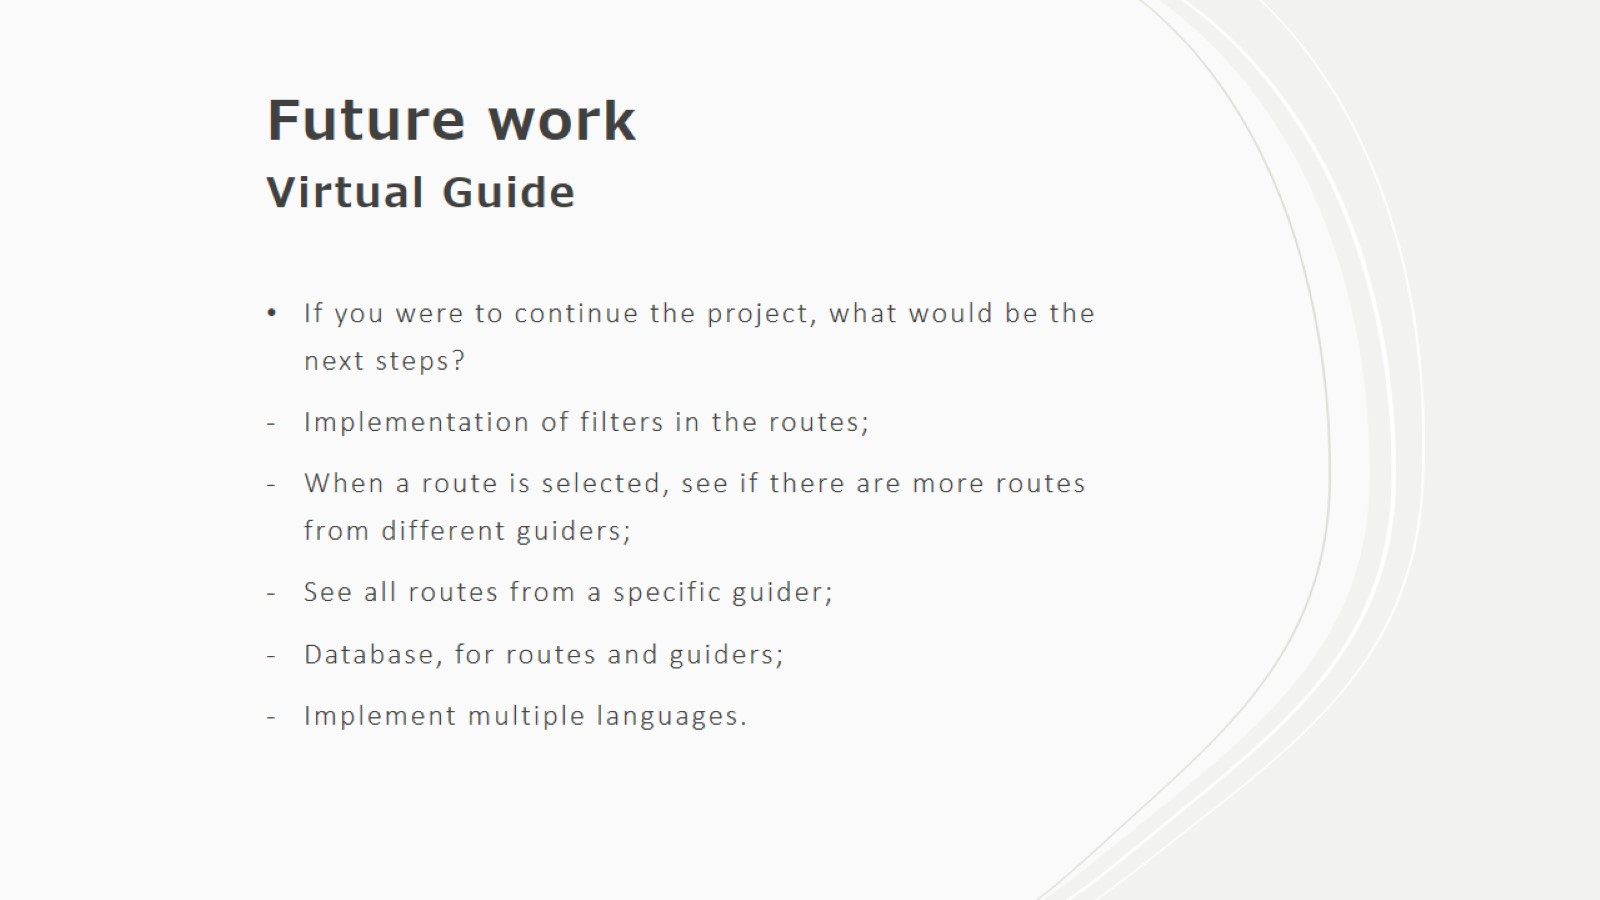 Future work
Virtual Guide
• If you were to continue the project, what would be the
next steps?
- Implementation of filters in the routes;
- When a route is selected, see if there are more routes
from different guiders;
- See all routes from a specific guider;
- Database, for routes and guiders;
- Implement multiple languages.